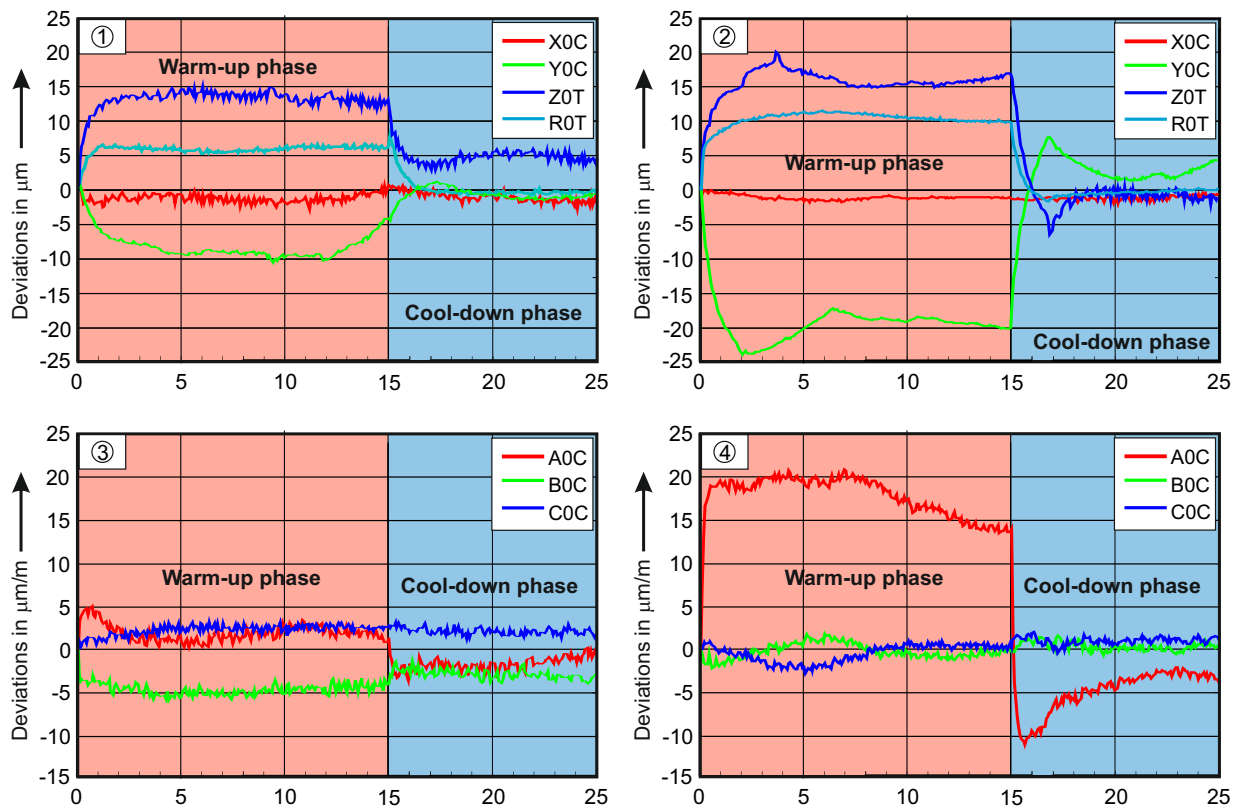 ①
X0C
Y0C
Z0T
R0T
Warm-up phase
Cool-down phase
Deviations in μm
25
20
15
10
5
0
-5
-10
-15
-20
-25
0 5 10 15 20 25
②
X0C
Y0C
Z0T
R0T
Warm-up phase
Cool-down phase
Deviations in μm
25
20
15
10
5
0
-5
-10
-15
-20
-25
0 5 10 15 20 25
③
A0C
B0C
C0C
Warm-up phase
Cool-down phase
Deviations in μm/m
25
20
15
10
5
0
-5
-10
-15
0 5 10 15 20 25
④
A0C
B0C
C0C
Warm-up phase
Cool-down phase
Deviations in μm/m
25
20
15
10
5
0
-5
-10
-15
0 5 10 15 20 25